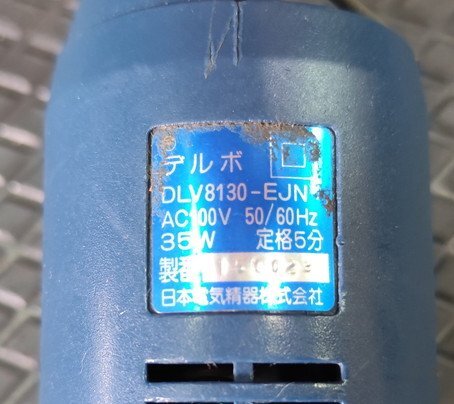 デルボ
DLV8130-EJN
AC100V 50/60Hz
35W 定格5分
製番
日本電気精器株式会社